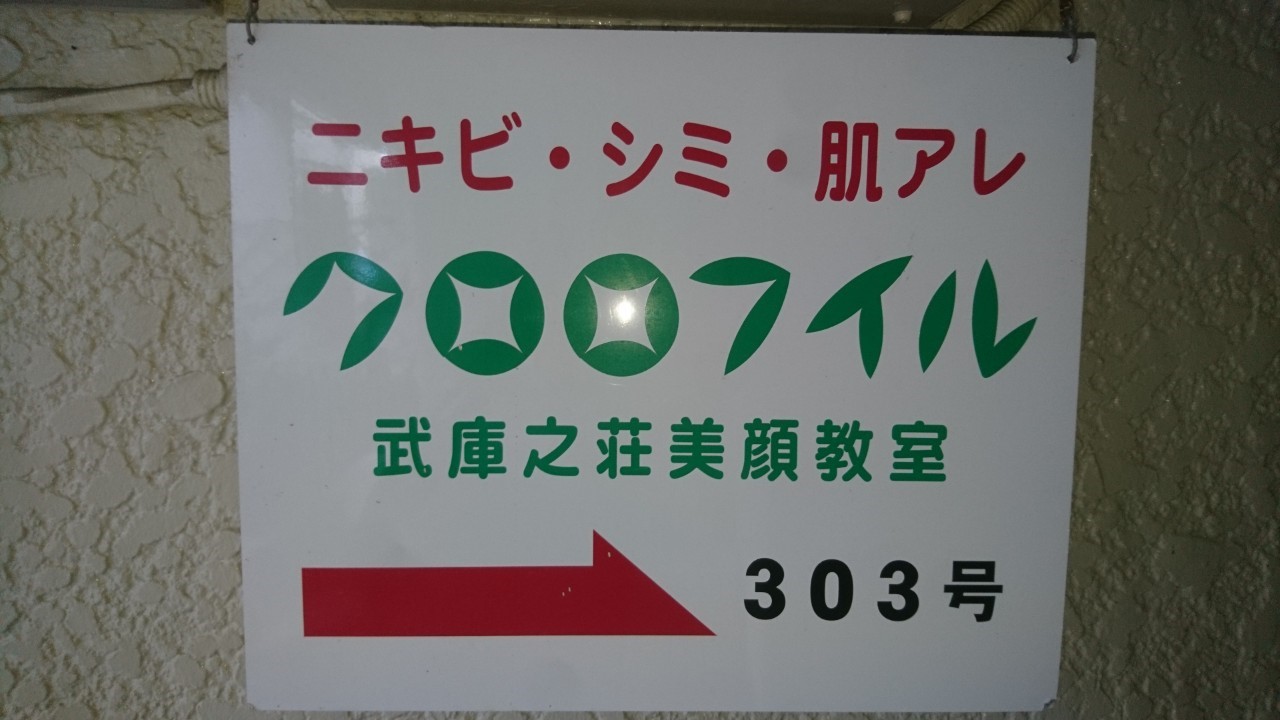 ニキビ・シミ・肌アレ
クロロフイル
武庫之荘美顔教室
303号